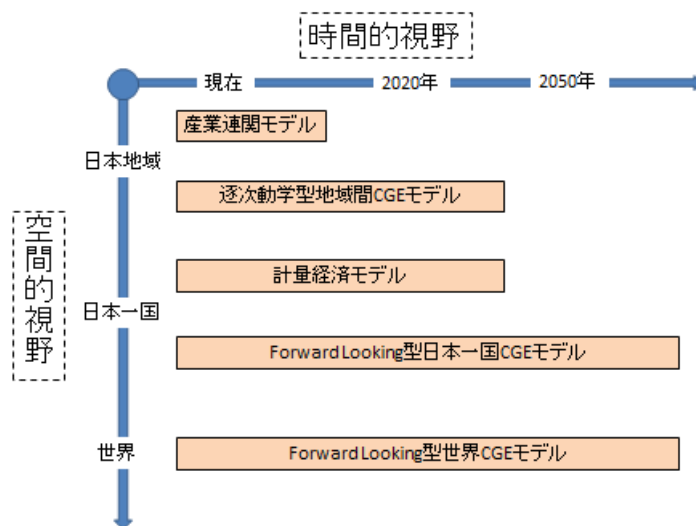 時間的視野
現在
2020年
2050年
産業連関モデル
日本地域
逐次動学型地域間CGEモデル
空間的視野
計量経済モデル
日本一国
Forward Looking型日本一国CGEモデル
世界
Forward Looking型世界CGEモデル